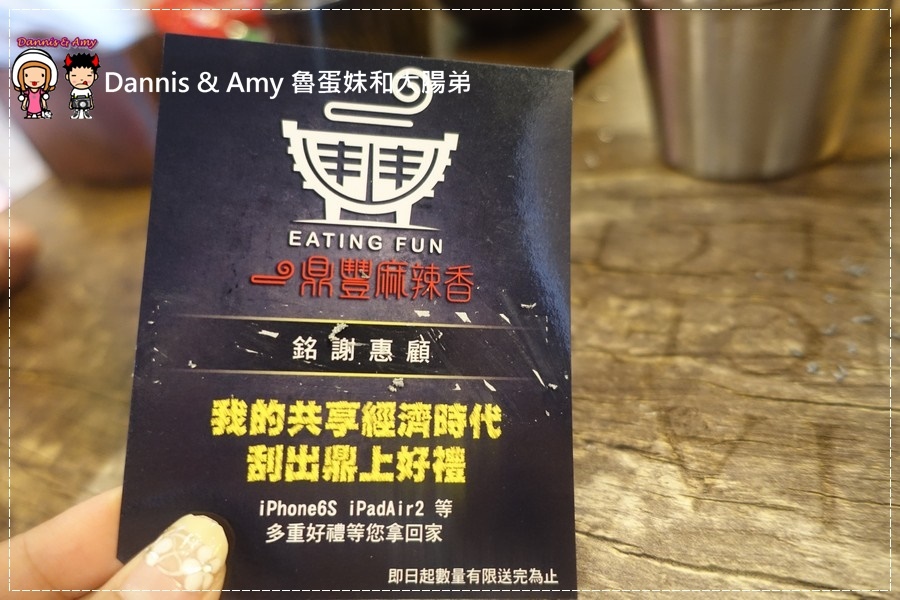 Dannis & Amy
Dannis & Amy 魯蛋妹和大腸弟
EATING FUN
一鼎豐麻辣香
銘謝惠顧
我的共享經濟時代
刮出鼎上好禮
iPhone6S iPadAir2 等
多重好禮等您拿回家
即日起數量有限送完為止